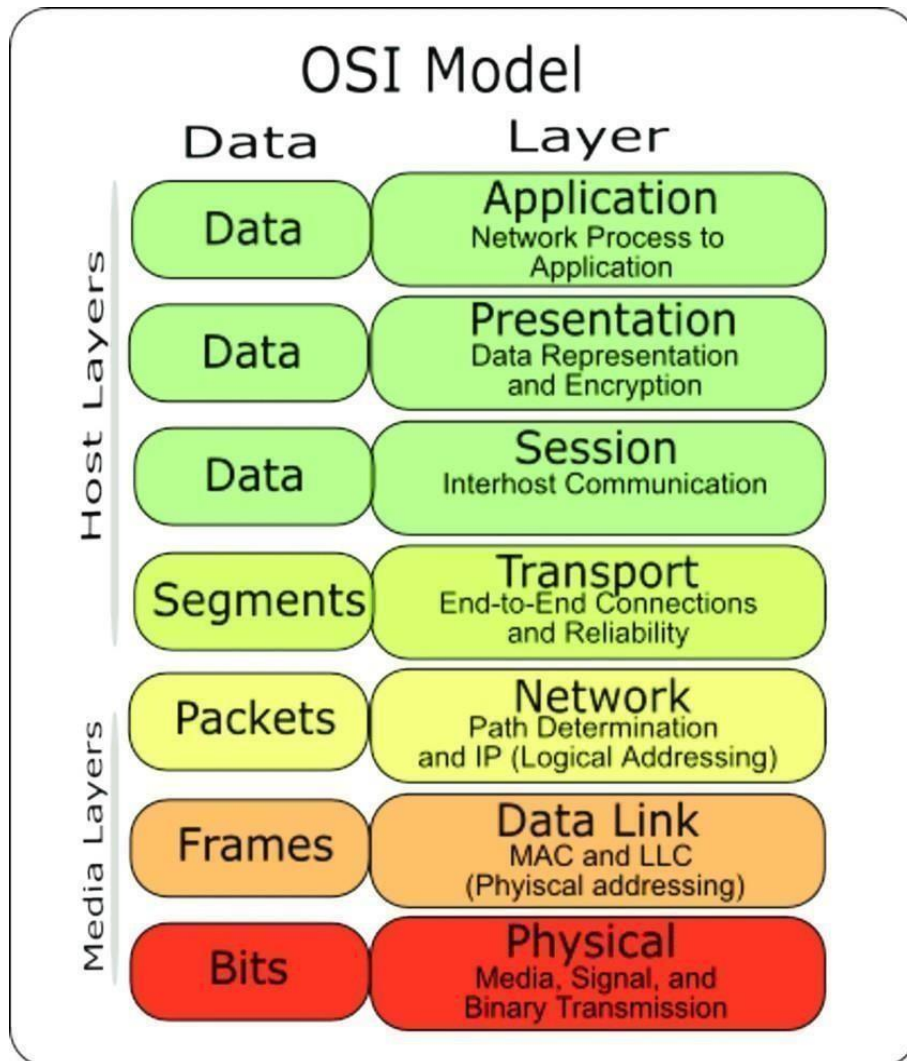 OSI Model
Data
Layer
Host Layers
Data
Application
Network Process to
Application
Data
Presentation
Data Representation
and Encryption
Data
Session
Interhost Communication
Segments
Transport
End-to-End Connections
and Reliability
Media Layers
Packets
Network
Path Determination
and IP (Logical Addressing)
Frames
Data Link
MAC and LLC
(Phyiscal addressing)
Bits
Physical
Media, Signal, and
Binary Transmission